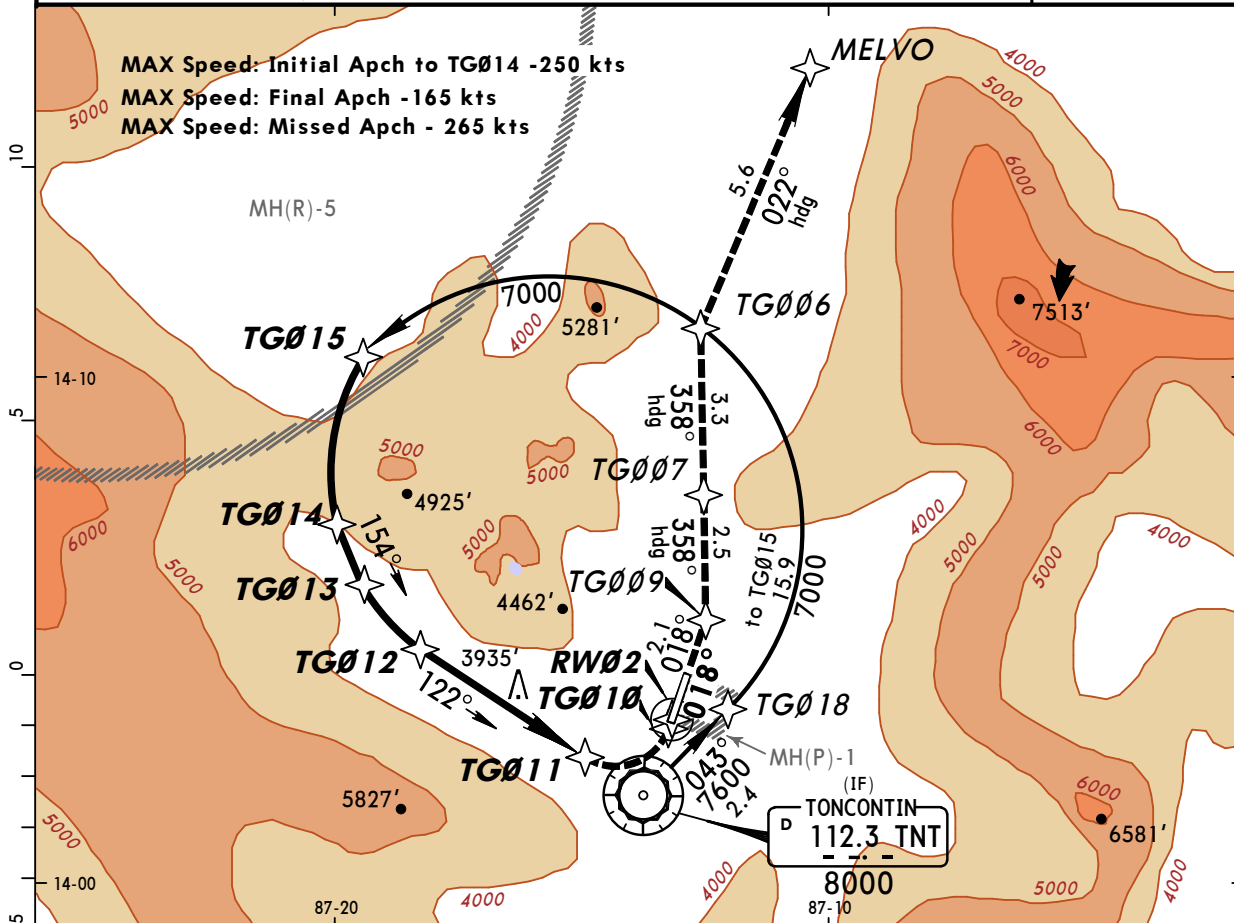 MAX Speed: Initial Apch to TGØ14 -250 kts
MAX Speed: Final Apch -165 kts
MAX Speed: Missed Apch - 265 kts
MELVO
4000
5000
5000
10
6000
5.6
022°
hdg
MH(R)-5
7000
TGØØ6
7513'
5281'
4000
TGØ15
7000
14-10
3.3
358°
hdg
5
6000
5000
5000
TGØØ7
4925'
4000
TGØ14
154°
5000
2.5
358°
hdg
to TGØ15
15.9
7000
4000
6000
5000
5000
5000
TGØ13
TGØØ9
4462'
2.1
018°
0
TGØ12
3935'
RWØ2
TGØ1Ø
018°
122°
TGØ18
TGØ11
043°
7600
2.4
MH(P)-1
(IF)
TONCONTIN
D
112.3 TNT
8000
5827'
6000
6581'
5000
14-00
4000
4000
5000
4000
87-20
87-10
5